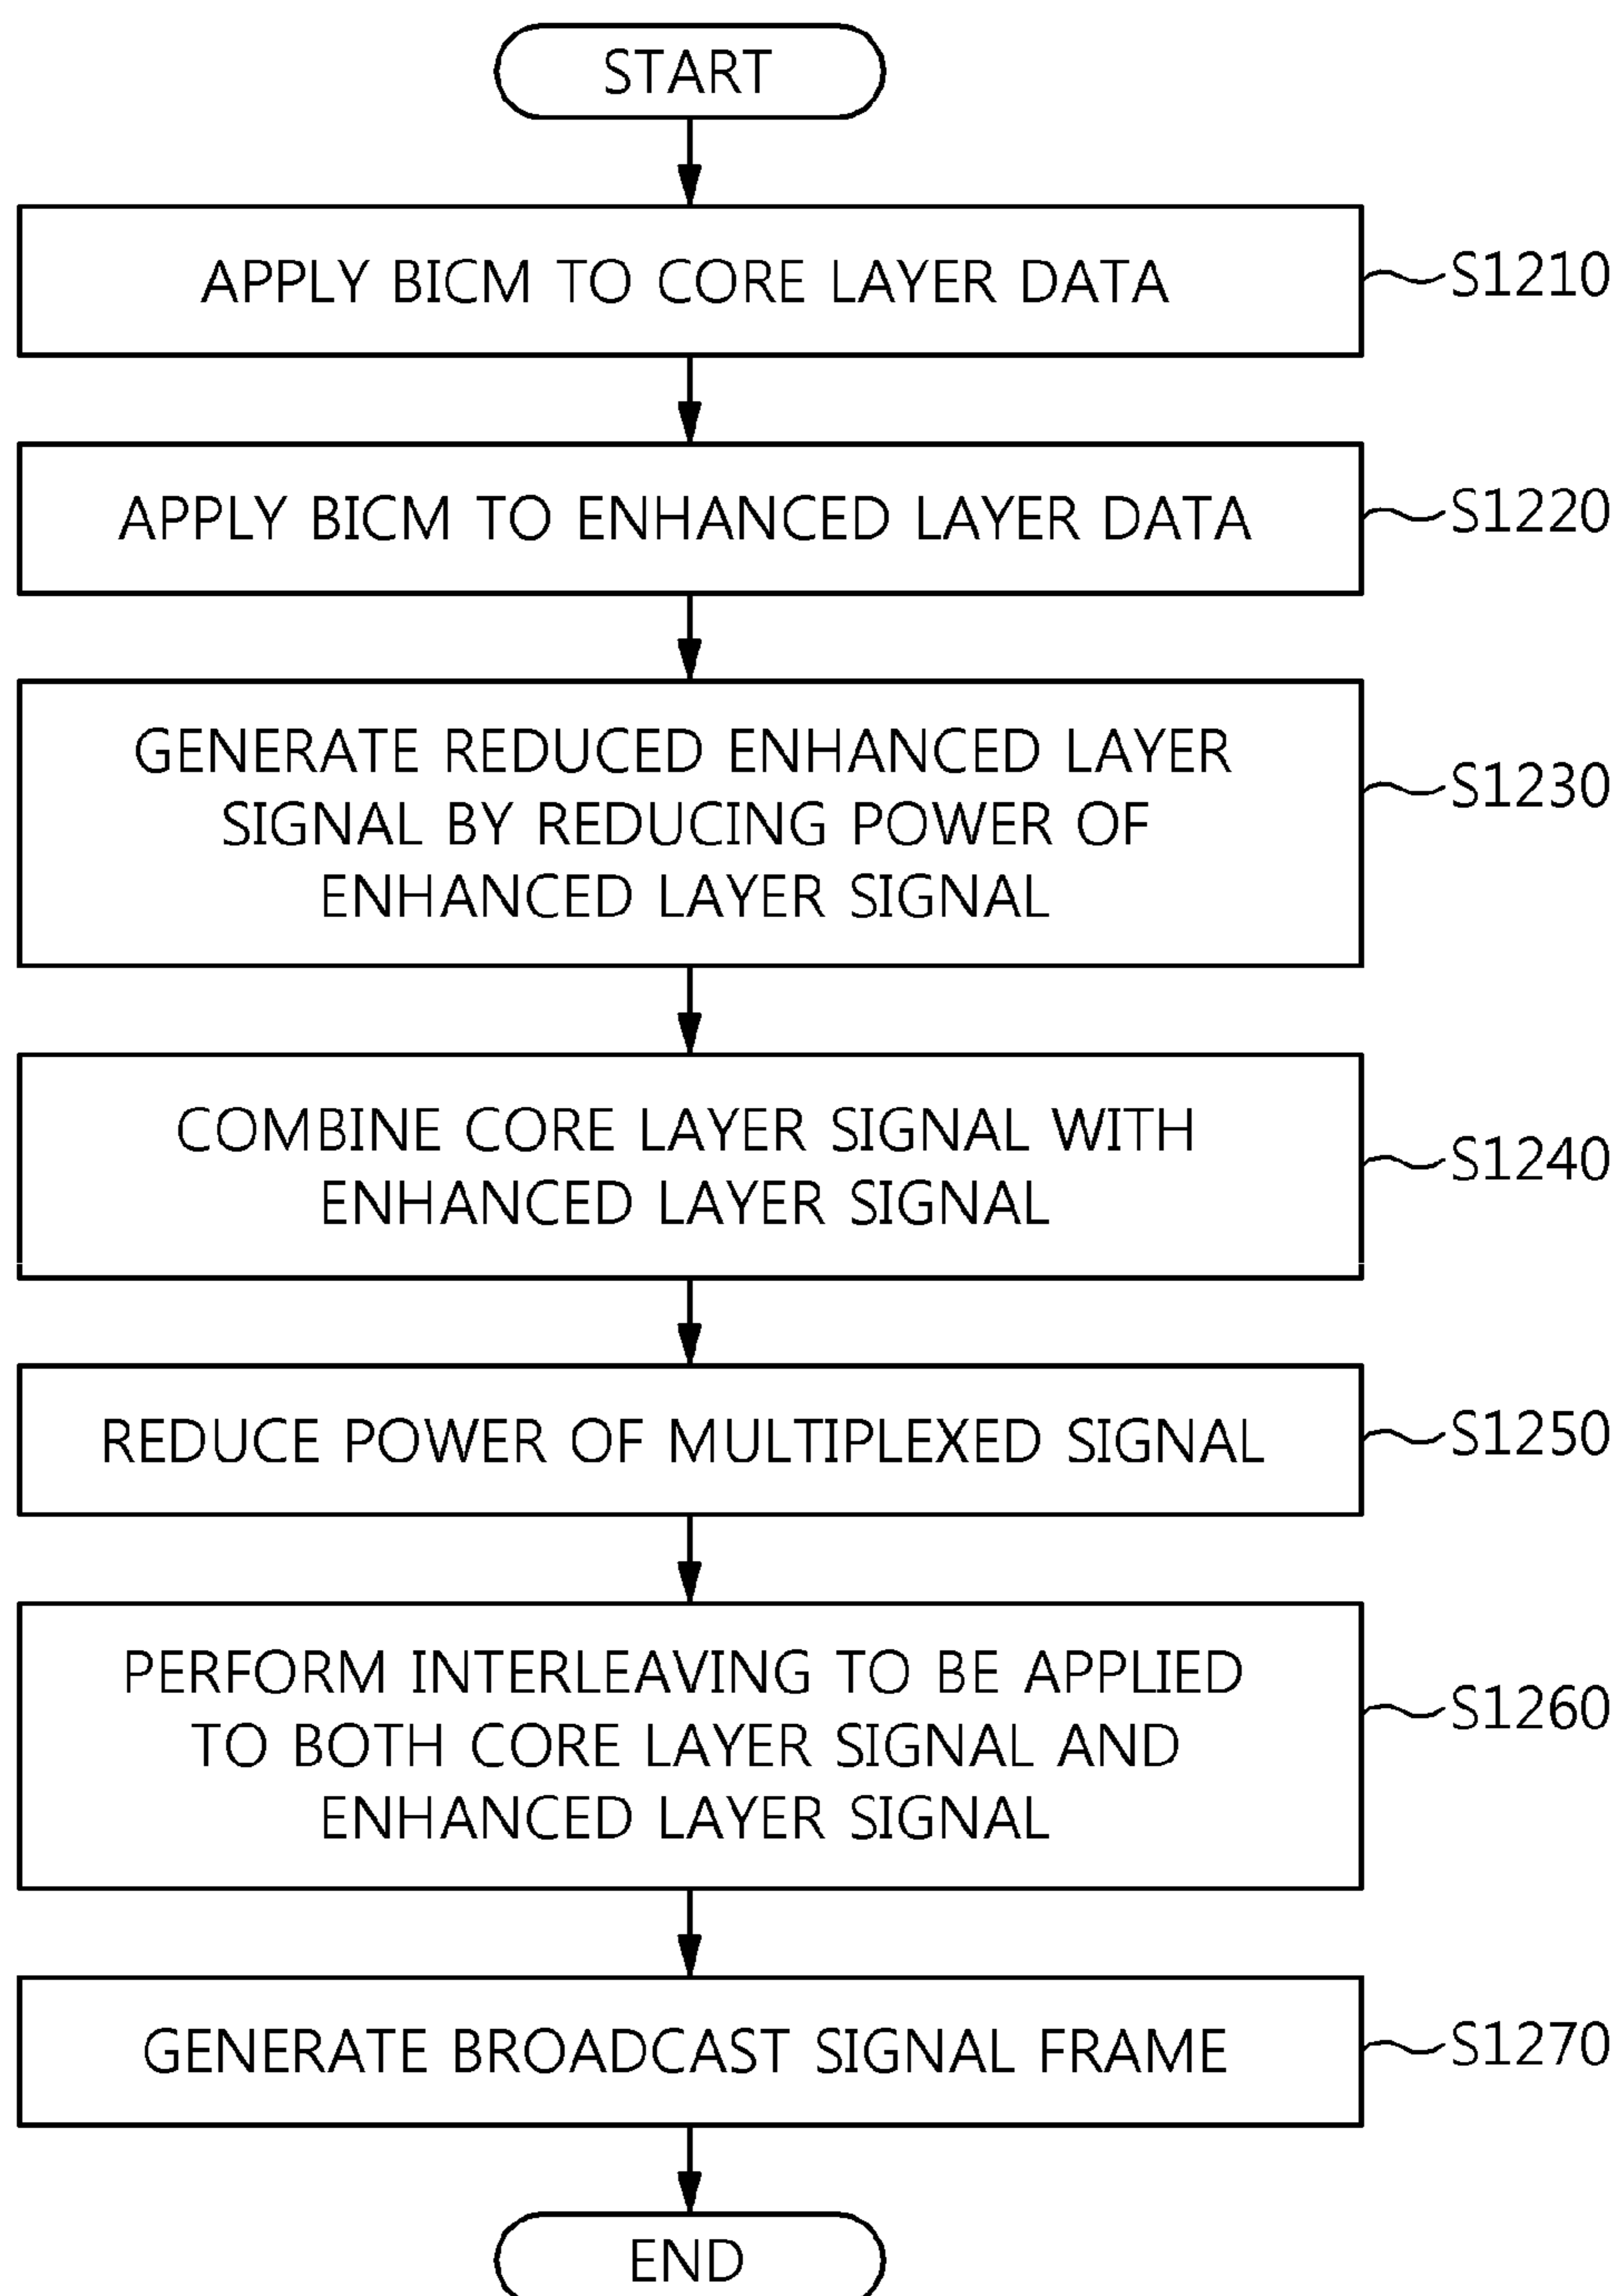 START
APPLY BICM TO CORE LAYER DATA
S1210
APPLY BICM TO ENHANCED LAYER DATA
S1220
GENERATE REDUCED ENHANCED LAYER
SIGNAL BY REDUCING POWER OF
ENHANCED LAYER SIGNAL
S1230
COMBINE CORE LAYER SIGNAL WITH
ENHANCED LAYER SIGNAL
S1240
REDUCE POWER OF MULTIPLEXED SIGNAL
S1250
PERFORM INTERLEAVING TO BE APPLIED
TO BOTH CORE LAYER SIGNAL AND
ENHANCED LAYER SIGNAL
S1260
GENERATE BROADCAST SIGNAL FRAME
S1270
END